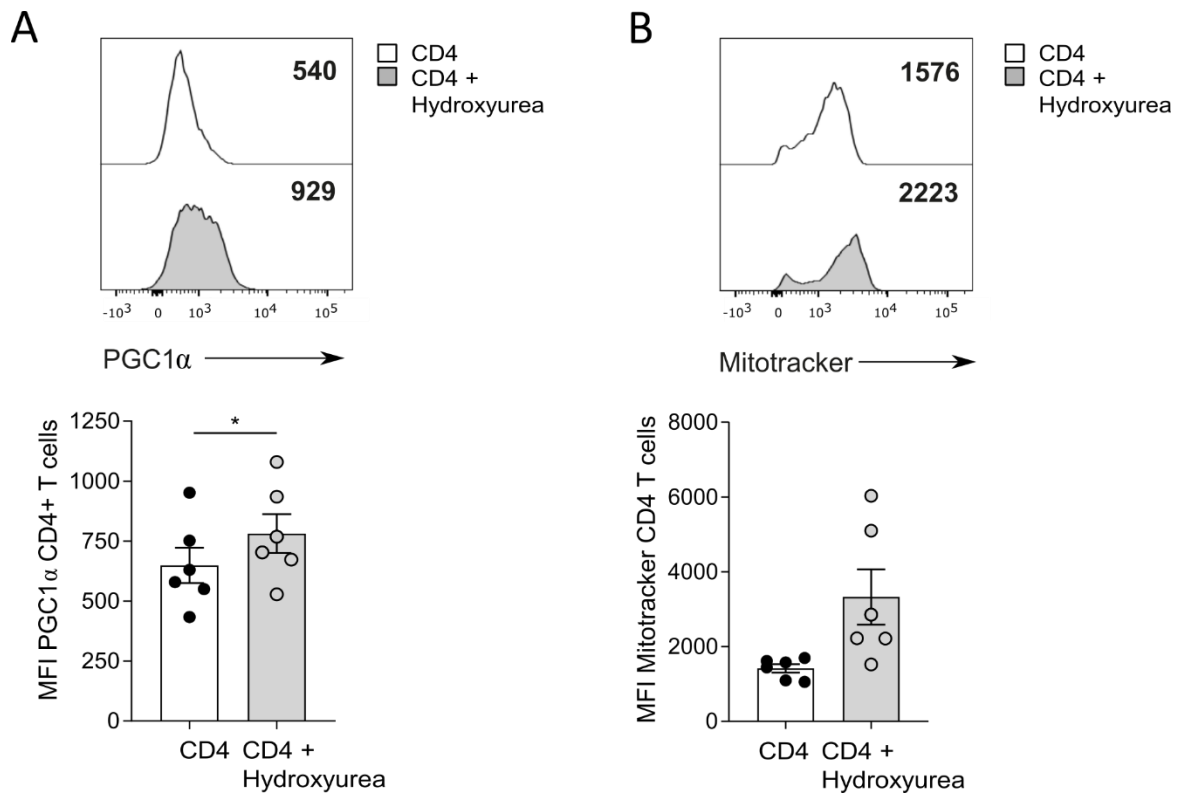 A
540
929
CD4
CD4 +
Hydroxyurea
-10³ 0 10³ 10⁴ 10⁵
PGC1α
MFI PGC1α CD4+ T cells
1250
1000
750
500
250
0
*
CD4 CD4 +
Hydroxyurea
B
1576
2223
CD4
CD4 +
Hydroxyurea
-10³ 0 10³ 10⁴ 10⁵
Mitotracker
MFI Mitotracker CD4 T cells
8000
6000
4000
2000
0
CD4 CD4 +
Hydroxyurea